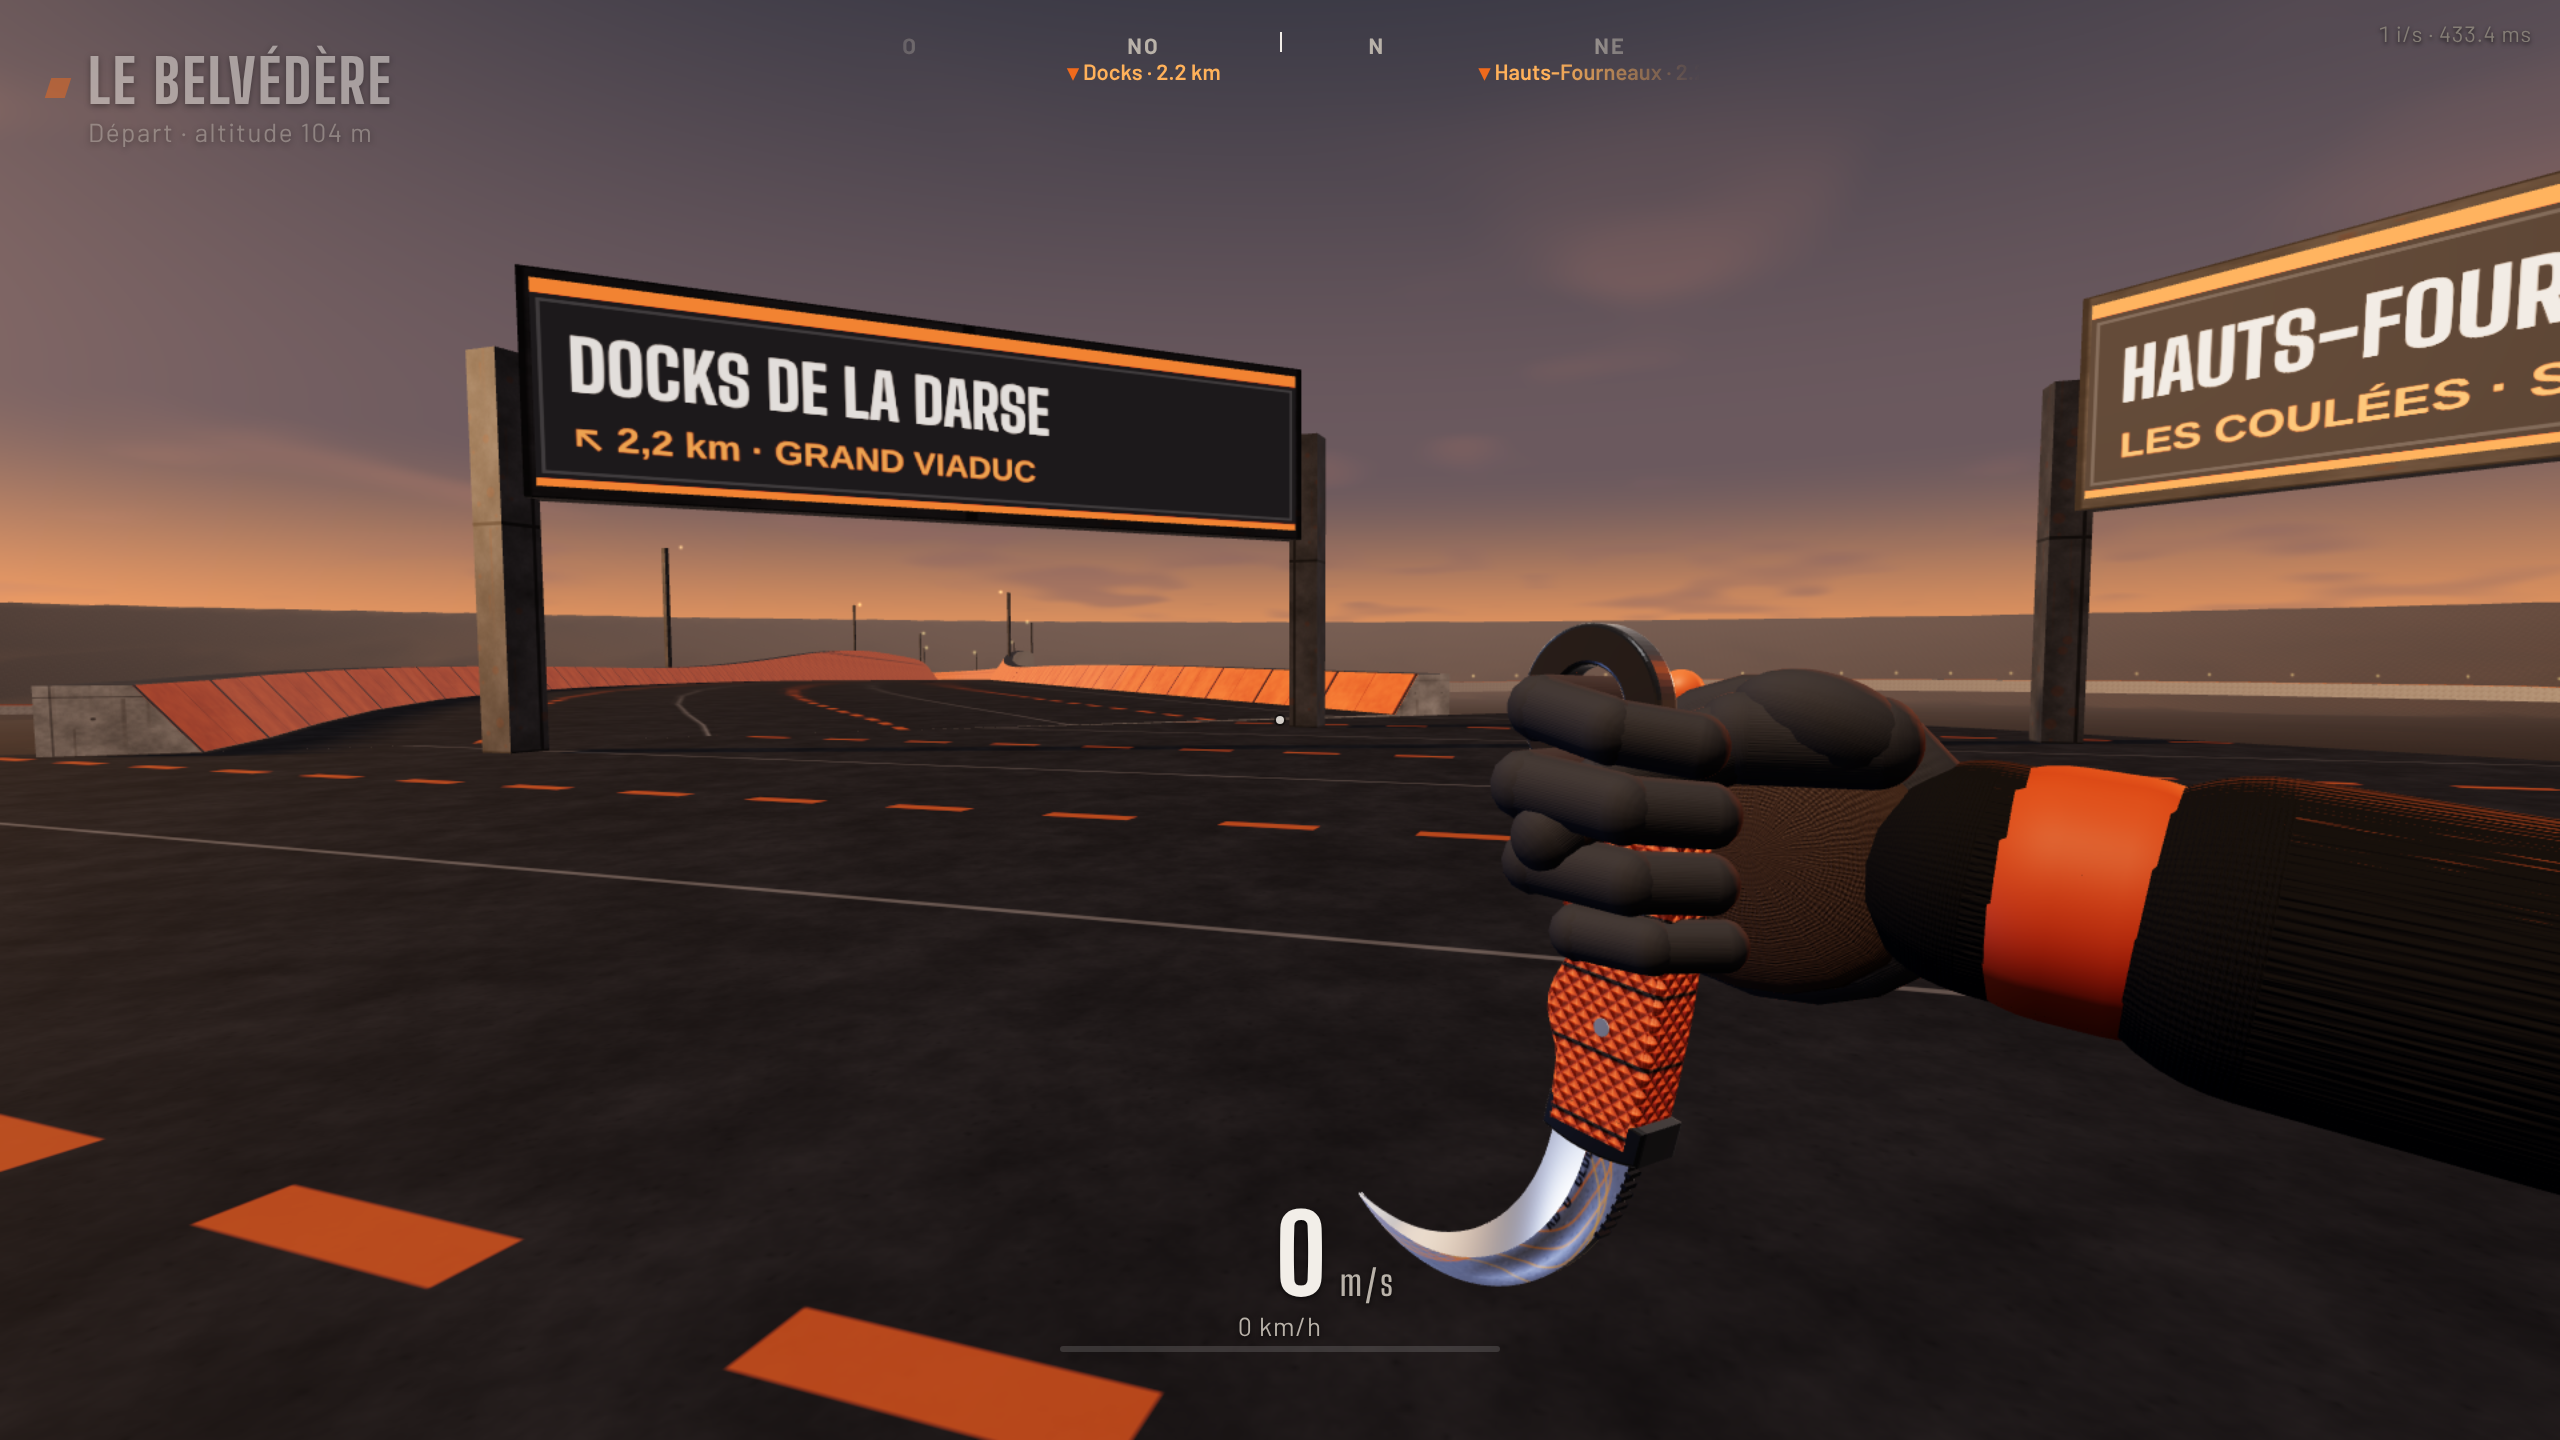 O NO N NE
1 i/s · 433.4 ms
▼Docks · 2.2 km ▼Hauts-Fourneaux · 2.
LE BELVÉDÈRE
Départ · altitude 104 m
DOCKS DE LA DARSE
↖ 2,2 km · GRAND VIADUC
HAUTS-FOUR
LES COULÉES · S
0 m/s
0 km/h